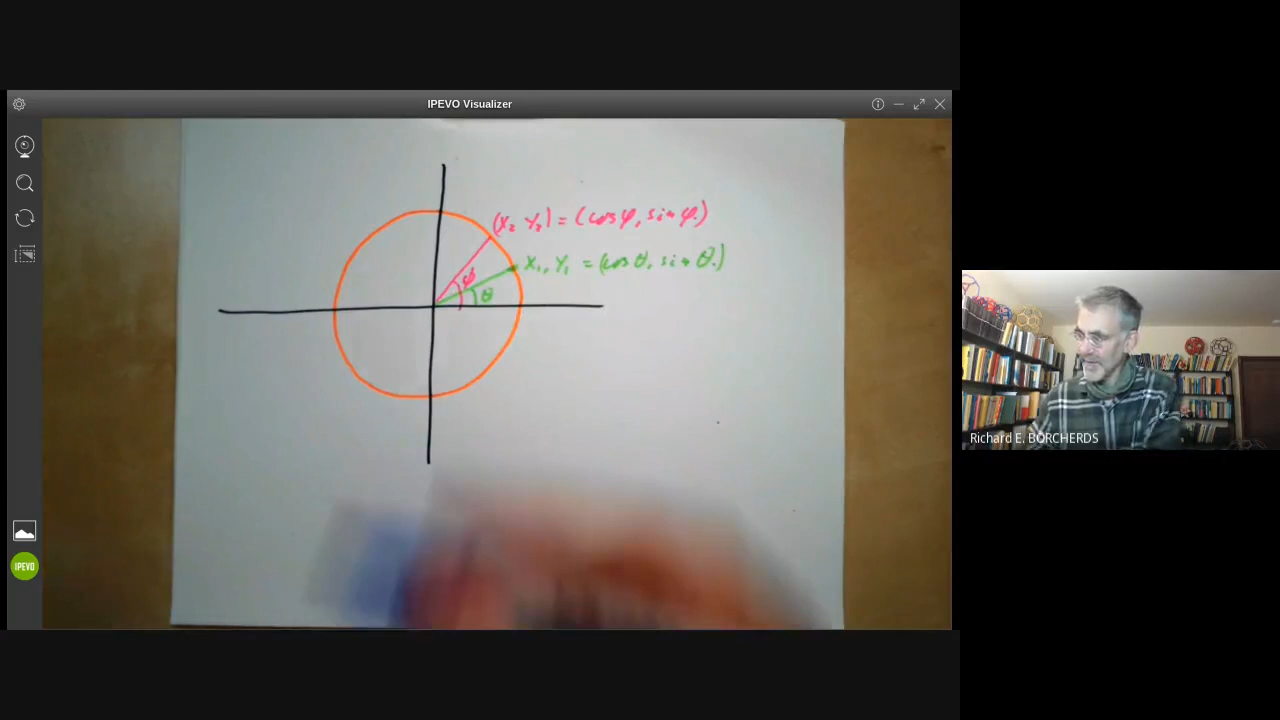 IPEVO Visualizer
(x₂ y₂) = (cos φ, sin φ)
x₁, y₁ = (cos θ, sin θ)
φ
θ
Richard E. BORCHERDS
IPEVO